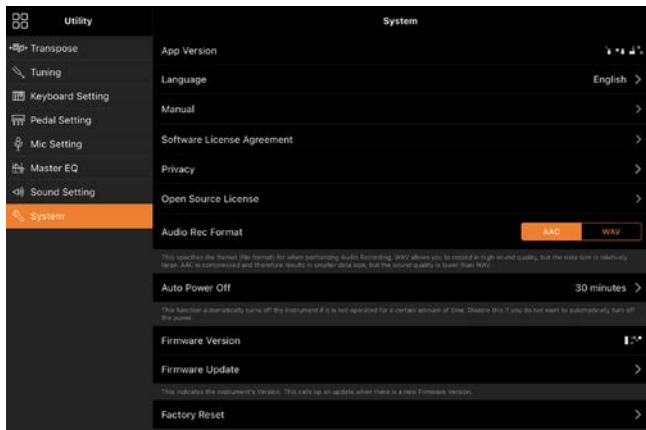 Utility
System
Transpose
Tuning
Keyboard Setting
Pedal Setting
Mic Setting
Master EQ
Sound Setting
System
App Version
Language English
Manual
Software License Agreement
Privacy
Open Source License
Audio Rec Format AAC WAV
This specifies the format (file format) for when performing Audio Recording. WAV allows you to record in high sound quality, but the data size is relatively
large. AAC is compressed and therefore results in smaller data size, but the sound quality is lower than WAV.
Auto Power Off 30 minutes
This function automatically turns off the instrument if it is not operated for a certain amount of time. Disable this if you do not want to automatically turn off
the power.
Firmware Version
Firmware Update
This indicates the instrument's Version. This calls up an update when there is a new Firmware Version.
Factory Reset